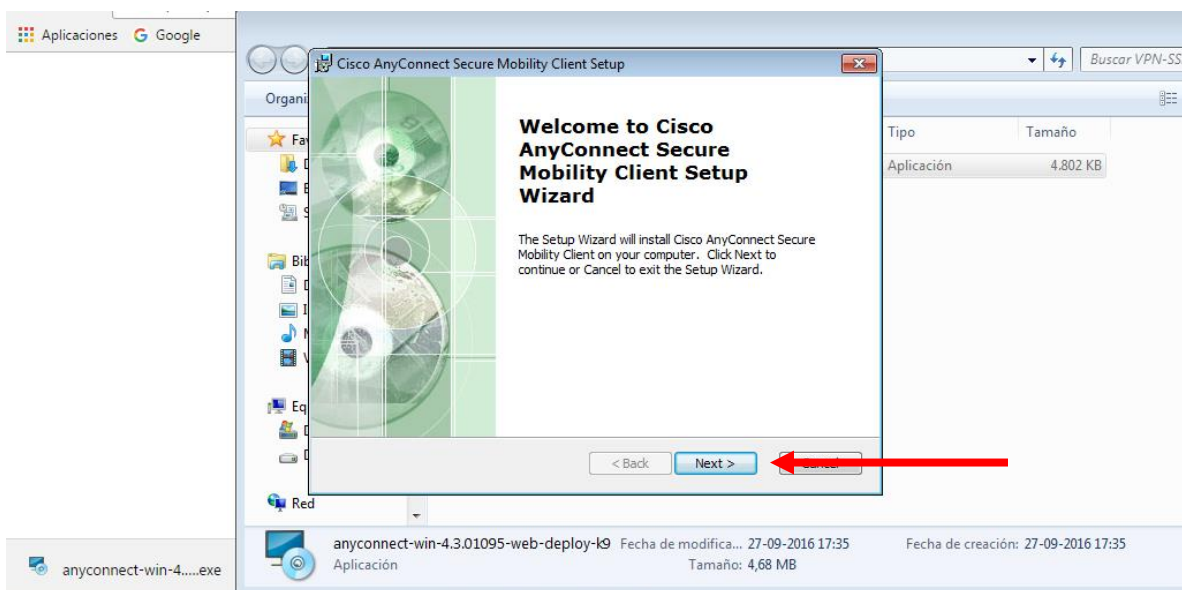 Aplicaciones
Google
Cisco AnyConnect Secure Mobility Client Setup
Buscar VPN-SS
Organi
Welcome to Cisco
AnyConnect Secure
Mobility Client Setup
Wizard
The Setup Wizard will install Cisco AnyConnect Secure
Mobility Client on your computer. Click Next to
continue or Cancel to exit the Setup Wizard.
Tipo
Tamaño
Aplicación
4.802 KB
Fav
Bib
Eq
Red
< Back
Next >
anyconnect-win-4.3.01095-web-deploy-k9 Fecha de modifica... 27-09-2016 17:35 Fecha de creación: 27-09-2016 17:35
Aplicación Tamaño: 4,68 MB
anyconnect-win-4.....exe